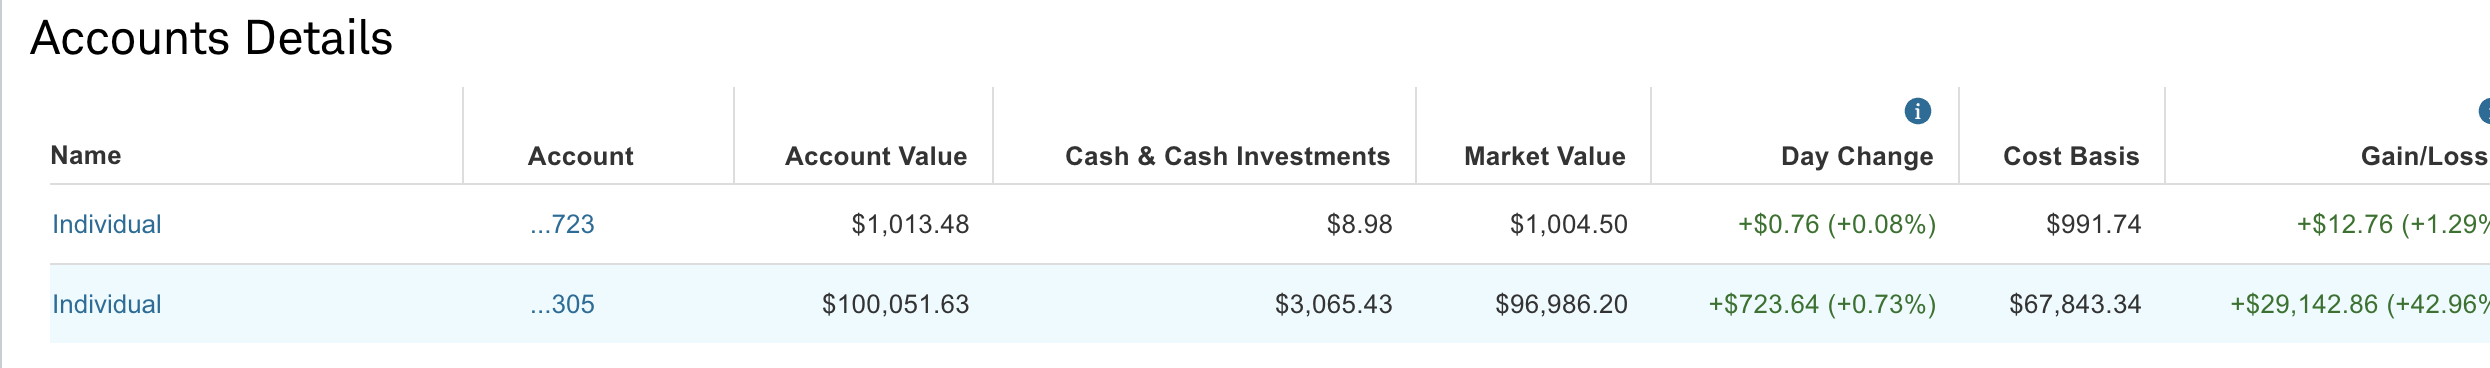 Accounts Details
Name Account Account Value Cash & Cash Investments Market Value Day Change Cost Basis Gain/Loss
Individual ...723 $1,013.48 $8.98 $1,004.50 +$0.76 (+0.08%) $991.74 +$12.76 (+1.29%
Individual ...305 $100,051.63 $3,065.43 $96,986.20 +$723.64 (+0.73%) $67,843.34 +$29,142.86 (+42.96%